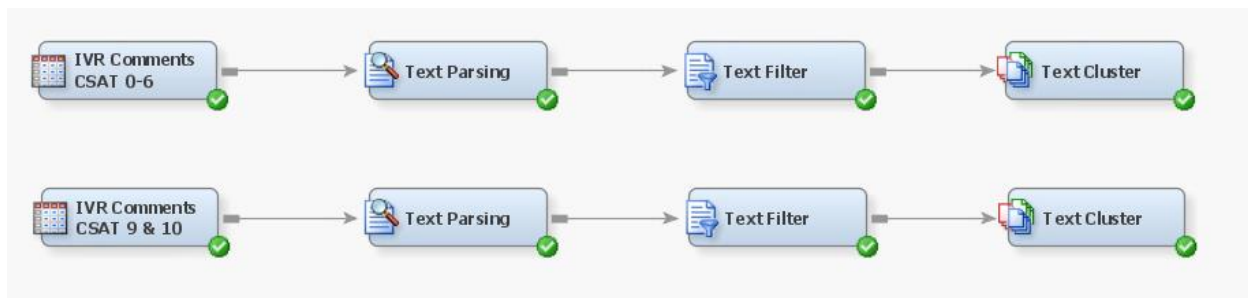 IVR Comments
CSAT 0-6
Text Parsing
Text Filter
Text Cluster
IVR Comments
CSAT 9 & 10
Text Parsing
Text Filter
Text Cluster